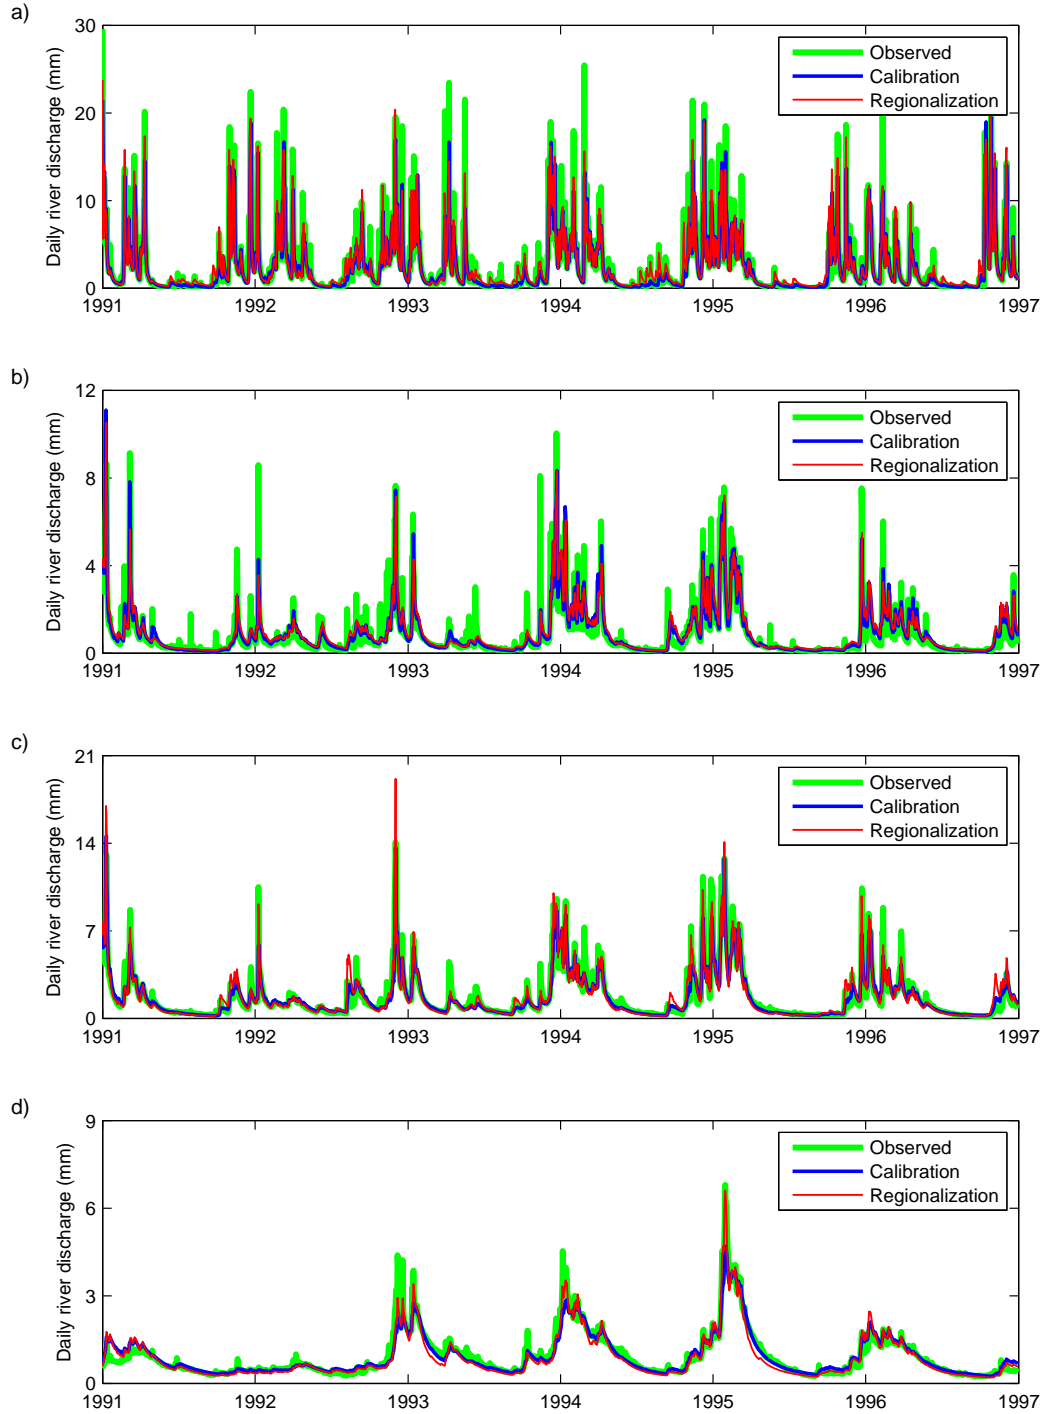 a)
30
20
10
0
Daily river discharge (mm)
Observed
Calibration
Regionalization
1991 1992 1993 1994 1995 1996 1997
b)
12
8
4
0
Daily river discharge (mm)
Observed
Calibration
Regionalization
1991 1992 1993 1994 1995 1996 1997
c)
21
14
7
0
Daily river discharge (mm)
Observed
Calibration
Regionalization
1991 1992 1993 1994 1995 1996 1997
d)
9
6
3
0
Daily river discharge (mm)
Observed
Calibration
Regionalization
1991 1992 1993 1994 1995 1996 1997